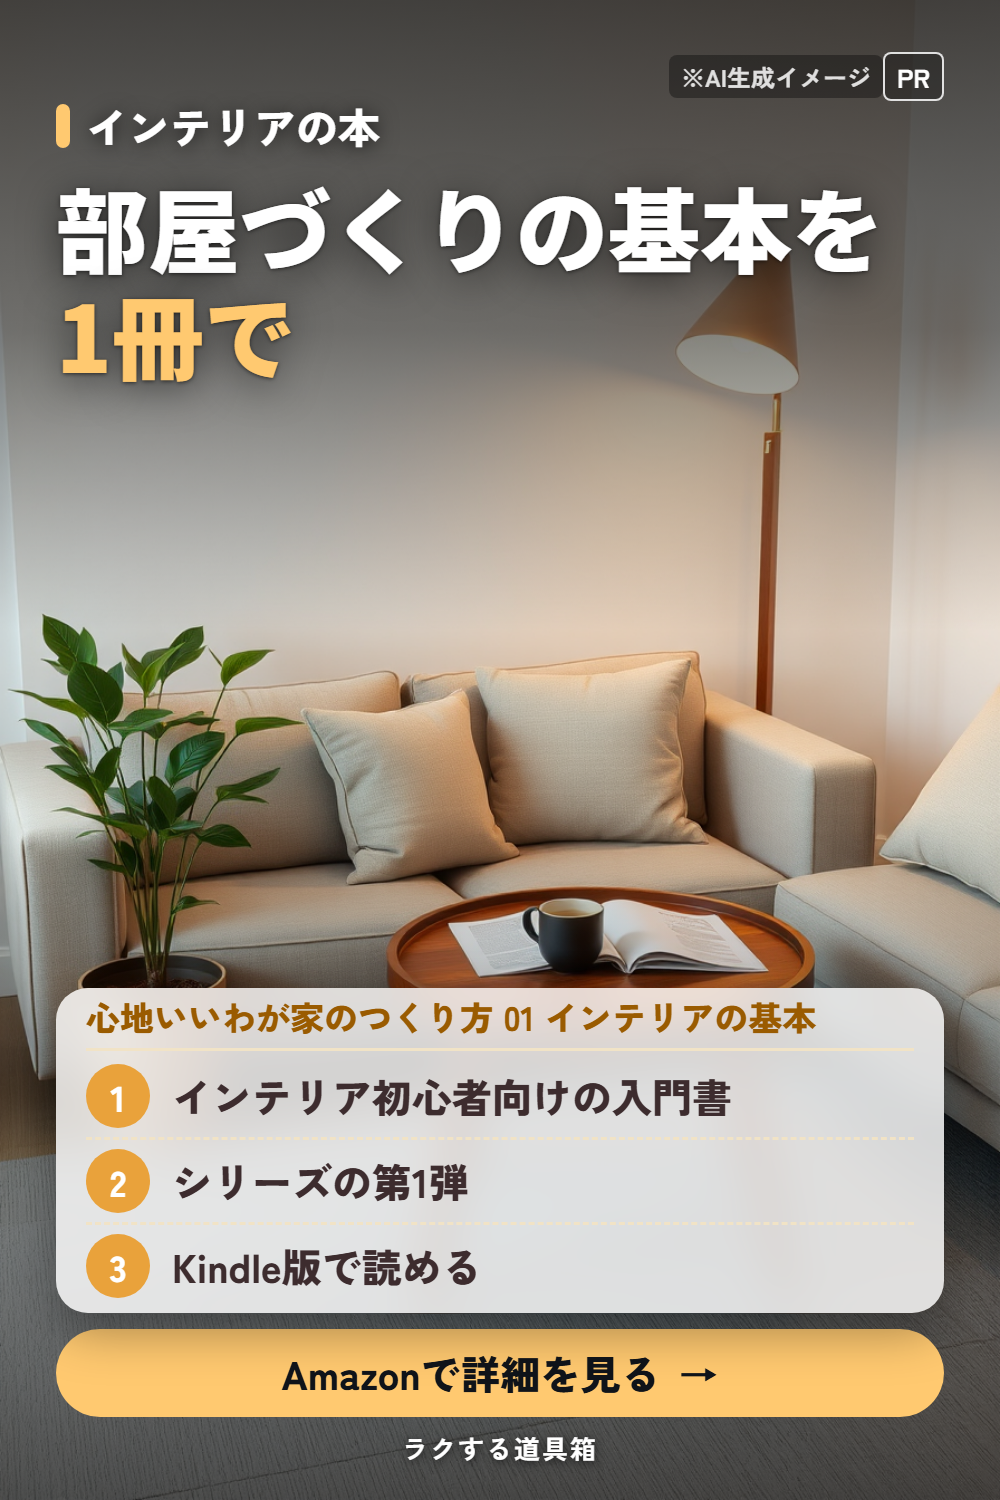 ※AI生成イメージ PR
インテリアの本
部屋づくりの基本を
1冊で
心地いいわが家のつくり方 01 インテリアの基本
1 インテリア初心者向けの入門書
2 シリーズの第1弾
3 Kindle版で読める
Amazonで詳細を見る →
ラクする道具箱